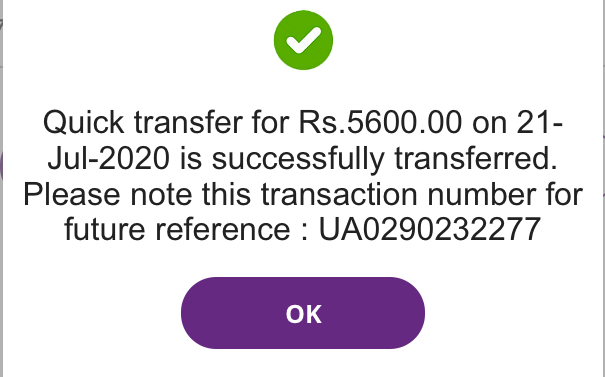 Quick transfer for Rs.5600.00 on 21-
Jul-2020 is successfully transferred.
Please note this transaction number for
future reference : UA0290232277
OK